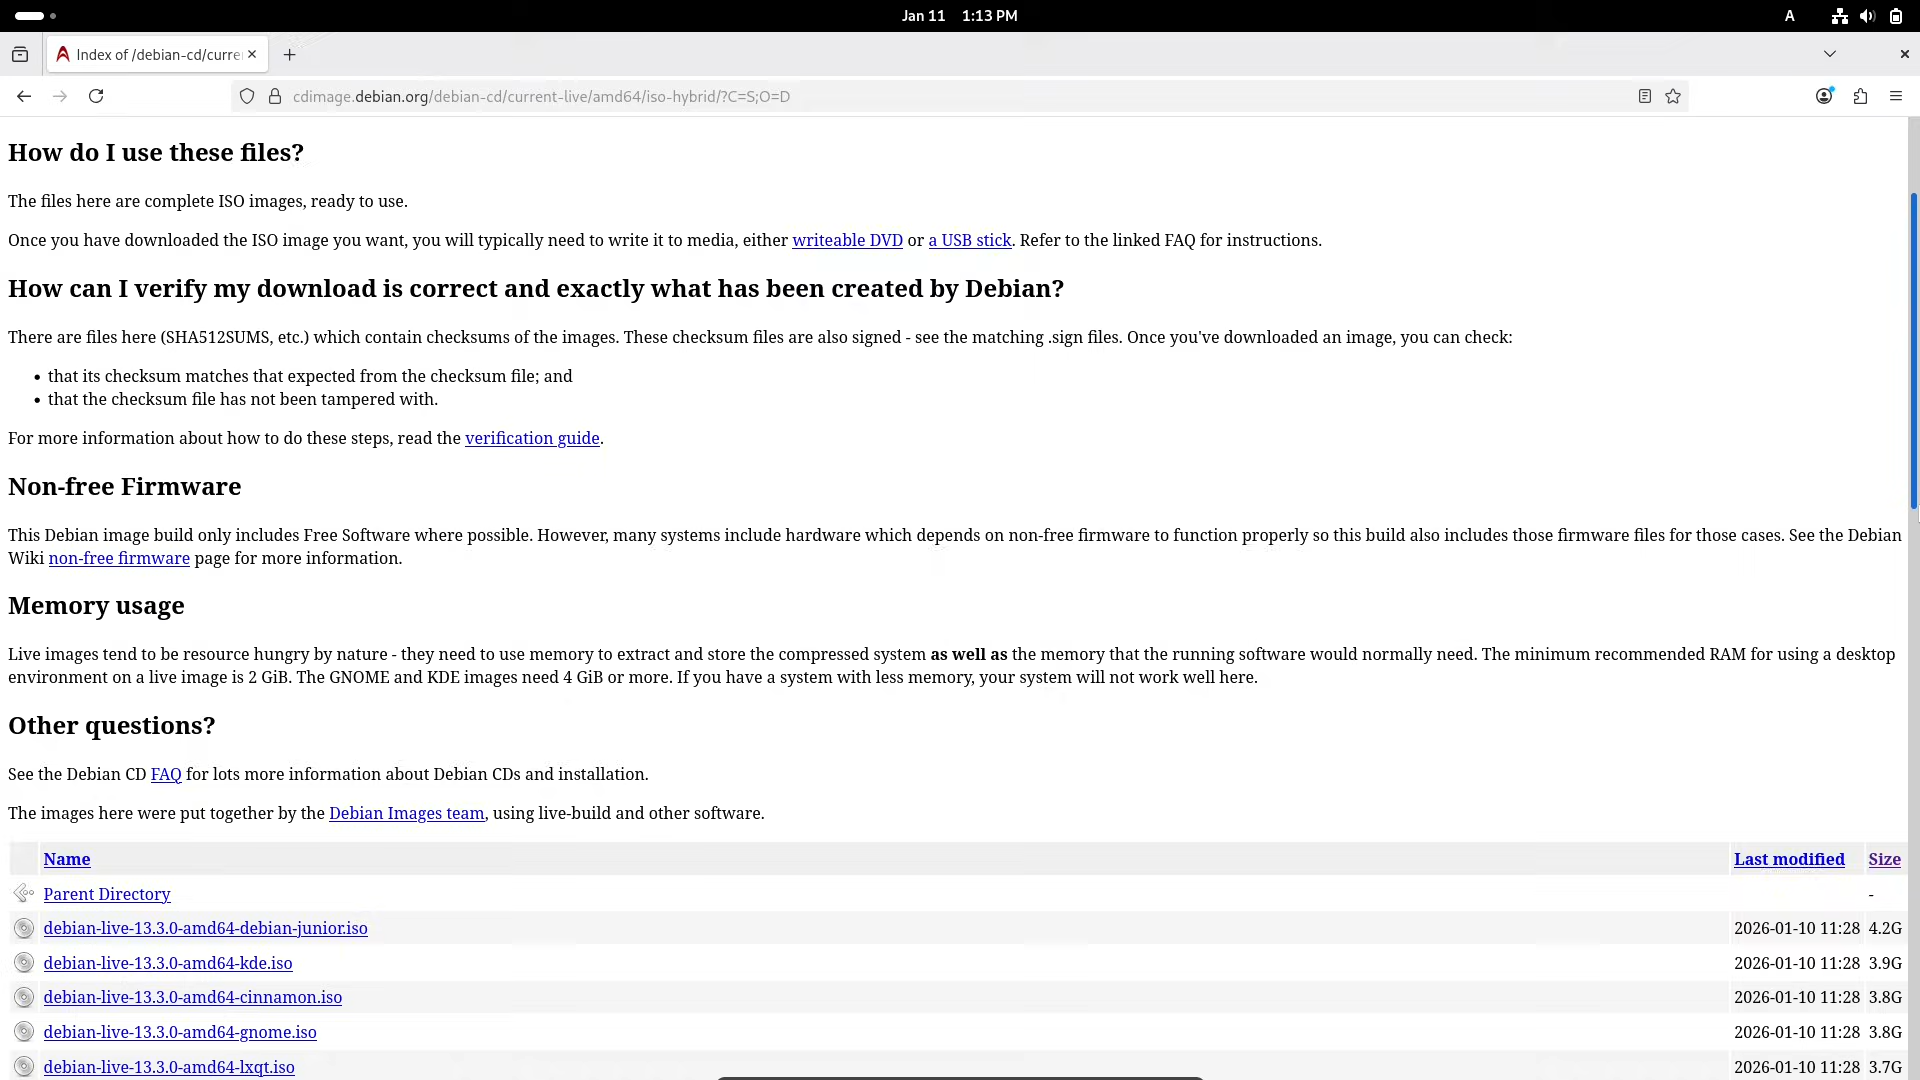 Jan 11 1:13 PM
A
Index of /debian-cd/curre
cdimage.debian.org/debian-cd/current-live/amd64/iso-hybrid/?C=S;O=D
How do I use these files?
The files here are complete ISO images, ready to use.
Once you have downloaded the ISO image you want, you will typically need to write it to media, either writeable DVD or a USB stick. Refer to the linked FAQ for instructions.
How can I verify my download is correct and exactly what has been created by Debian?
There are files here (SHA512SUMS, etc.) which contain checksums of the images. These checksum files are also signed - see the matching .sign files. Once you've downloaded an image, you can check:
• that its checksum matches that expected from the checksum file; and
• that the checksum file has not been tampered with.
For more information about how to do these steps, read the verification guide.
Non-free Firmware
This Debian image build only includes Free Software where possible. However, many systems include hardware which depends on non-free firmware to function properly so this build also includes those firmware files for those cases. See the Debian
Wiki non-free firmware page for more information.
Memory usage
Live images tend to be resource hungry by nature - they need to use memory to extract and store the compressed system as well as the memory that the running software would normally need. The minimum recommended RAM for using a desktop
environment on a live image is 2 GiB. The GNOME and KDE images need 4 GiB or more. If you have a system with less memory, your system will not work well here.
Other questions?
See the Debian CD FAQ for lots more information about Debian CDs and installation.
The images here were put together by the Debian Images team, using live-build and other software.
Name Last modified Size
Parent Directory -
debian-live-13.3.0-amd64-debian-junior.iso 2026-01-10 11:28 4.2G
debian-live-13.3.0-amd64-kde.iso 2026-01-10 11:28 3.9G
debian-live-13.3.0-amd64-cinnamon.iso 2026-01-10 11:28 3.8G
debian-live-13.3.0-amd64-gnome.iso 2026-01-10 11:28 3.8G
debian-live-13.3.0-amd64-lxqt.iso 2026-01-10 11:28 3.7G